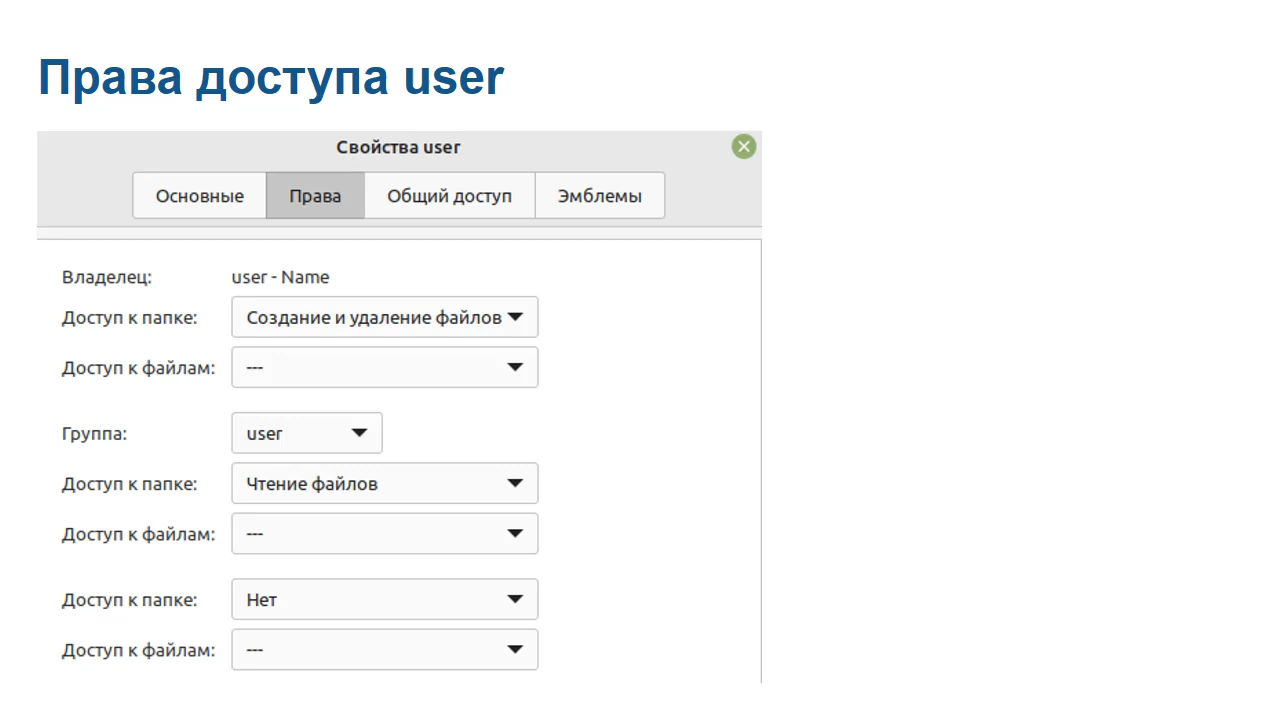 Права доступа user
Свойства user
Основные Права Общий доступ Эмблемы
Владелец: user - Name
Доступ к папке: Создание и удаление файлов
Доступ к файлам: ---
Группа: user
Доступ к папке: Чтение файлов
Доступ к файлам: ---
Доступ к папке: Нет
Доступ к файлам: ---